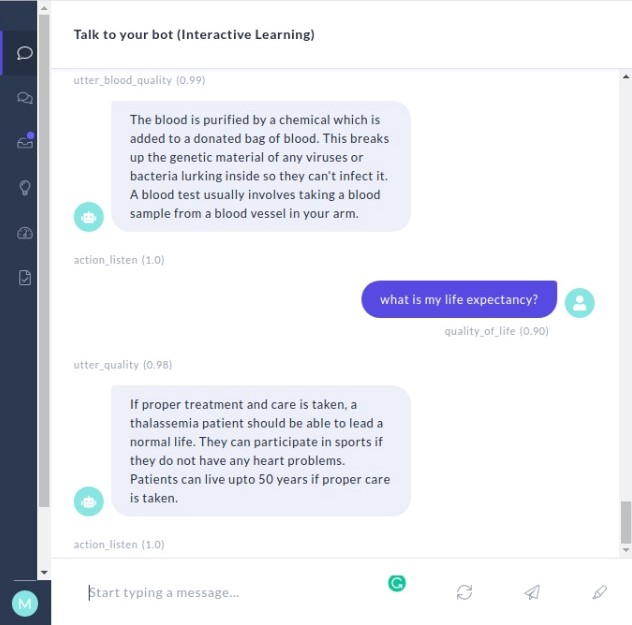 Talk to your bot (Interactive Learning)
utter_blood_quality (0.99)
The blood is purified by a chemical which is
added to a donated bag of blood. This breaks
up the genetic material of any viruses or
bacteria lurking inside so they can't infect it.
A blood test usually involves taking a blood
sample from a blood vessel in your arm.
action_listen (1.0)
what is my life expectancy?
quality_of_life (0.90)
utter_quality (0.98)
If proper treatment and care is taken, a
thalassemia patient should be able to lead a
normal life. They can participate in sports if
they do not have any heart problems.
Patients can live upto 50 years if proper care
is taken.
action_listen (1.0)
Start typing a message...
M